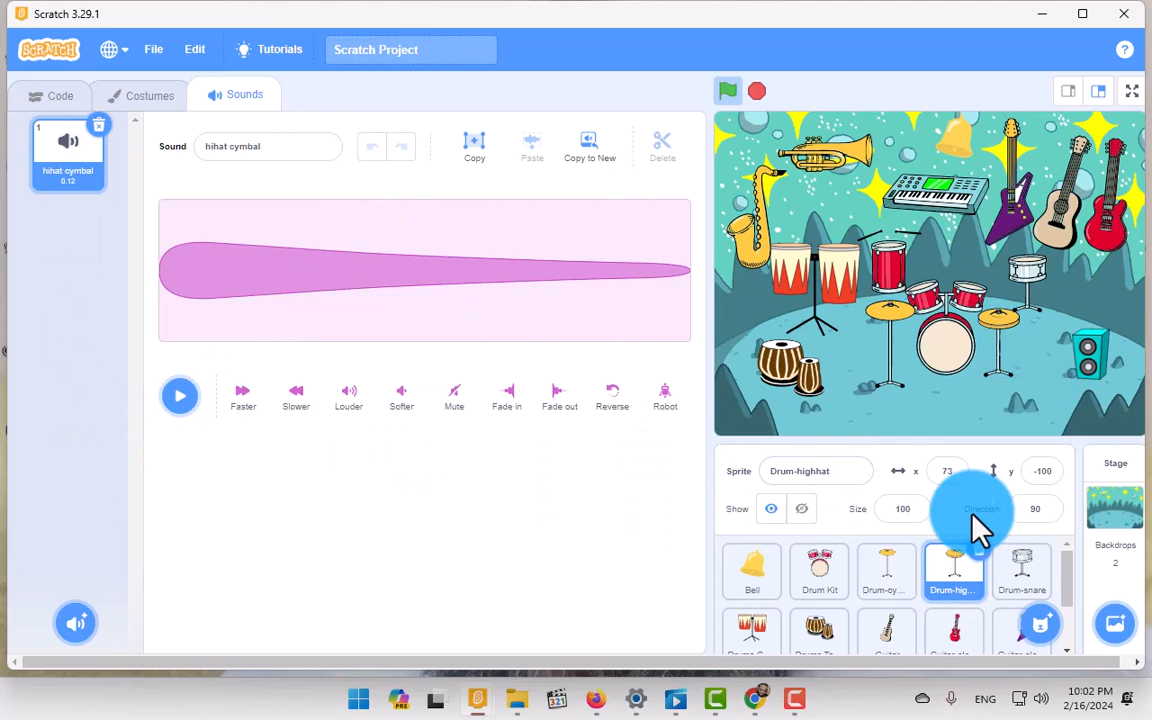 Scratch 3.29.1
SCRATCH
File
Edit
Tutorials
Scratch Project
?
Code
Costumes
Sounds
1
hihat cymbal
0.12
Sound
hihat cymbal
Copy
Paste
Copy to New
Delete
Faster
Slower
Louder
Softer
Mute
Fade in
Fade out
Reverse
Robot
Sprite
Drum-highhat
x
73
y
-100
Show
Size
100
Direction
90
Stage
Backdrops
2
Bell
Drum Kit
Drum-cy...
Drum-hig...
Drum-snare
Guitar
ENG
10:02 PM
2/16/2024